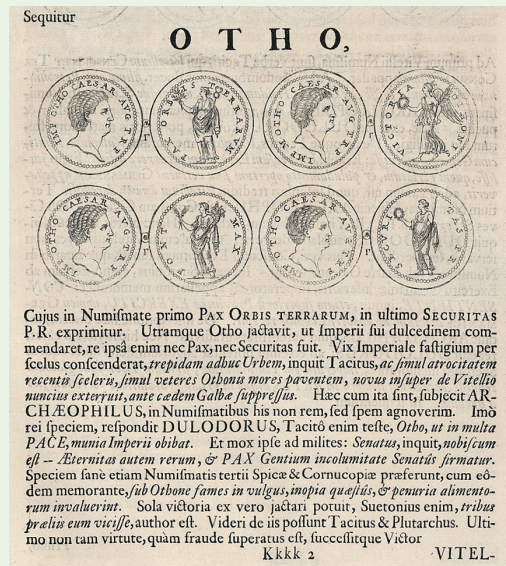 Sequitur
OTHO,
IMP OTHO CAESAR AVG TR P
PAX ORBIS TERRARUM
IMP M OTHO CAESAR AVG TR P
VICTORIA OTHONIS
IMP OTHO CAESAR AVG TR P
PONT MAX
IMP OTHO CAESAR AVG TR P
SECURITAS P R
Cujus in Numiſmate primo PAX ORBIS TERRARUM, in ultimo SECURITAS
P.R. exprimitur. Utramque Otho jactavit, ut Imperii ſui dulcedinem com-
mendaret, re ipsâ enim nec Pax, nec Securitas fuit. Vix Imperiale faſtigium per
ſcelus conſcenderat, trepidam adhuc Urbem, inquit Tacitus, ac ſimul atrocitatem
recentis ſceleris, ſimul veteres Othonis mores paventem, novus inſuper de Vitellio
nuncius exterruit, ante cædem Galbæ ſuppreſſus. Hæc cum ita ſint, ſubjecit AR-
CHÆOPHILUS, in Numiſmatibus his non rem, ſed ſpem agnoverim. Imò
rei ſpeciem, reſpondit DULODORUS, Tacitô enim teſte, Otho, ut in multa
PACE, munia Imperii obibat. Et mox ipſe ad milites: Senatus, inquit, nobiſcum
eſt -- Æternitas autem rerum, & PAX Gentium incolumitate Senatûs firmatur.
Speciem ſanè etiam Numiſmatis tertii Spicæ & Cornucopiæ præferunt, cum eô-
dem memorante, ſub Othone fames in vulgus, inopia quæſtûs, & penuria alimento-
rum invaluerint. Sola victoria ex vero jactari potuit, Suetonius enim, tribus
præliis eum viciſſe, author eſt. Videri de iis poſſunt Tacitus & Plutarchus. Ulti-
mo non tam virtute, quàm fraude ſuperatus eſt, ſucceſſitque Victor
Kkkk 2 VITEL-